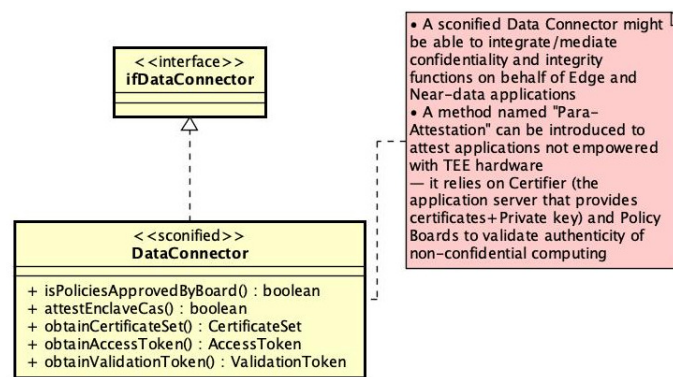 <<interface>>
ifDataConnector
<<sconified>>
DataConnector
+ isPoliciesApprovedByBoard() : boolean
+ attestEnclaveCas() : boolean
+ obtainCertificateSet() : CertificateSet
+ obtainAccessToken() : AccessToken
+ obtainValidationToken() : ValidationToken
• A sconified Data Connector might
be able to integrate/mediate
confidentiality and integrity
functions on behalf of Edge and
Near-data applications
• A method named "Para-
Attestation" can be introduced to
attest applications not empowered
with TEE hardware
— it relies on Certifier (the
application server that provides
certificates+Private key) and Policy
Boards to validate authenticity of
non-confidential computing